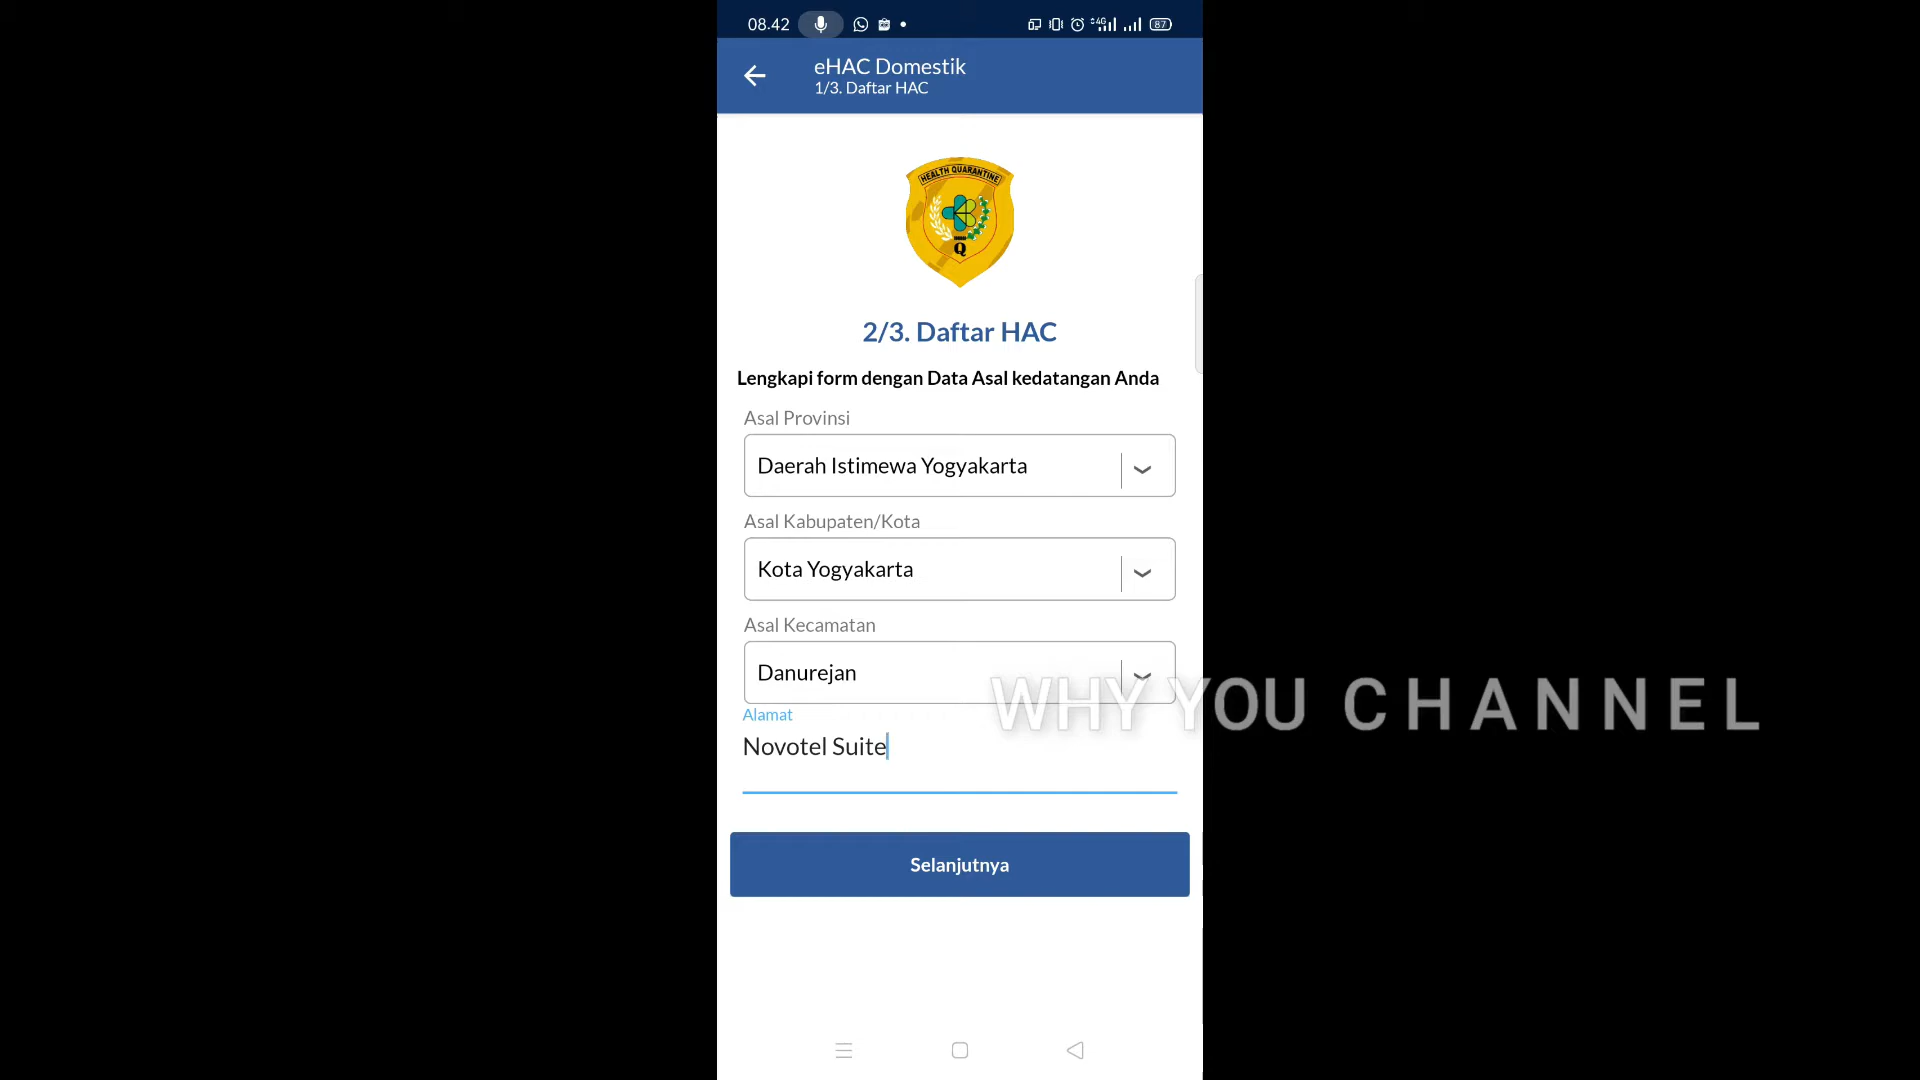 08.42
4G
87
eHAC Domestik
1/3. Daftar HAC
HEALTH QUARANTINE
Q
2/3. Daftar HAC
Lengkapi form dengan Data Asal kedatangan Anda
Asal Provinsi
Daerah Istimewa Yogyakarta
Asal Kabupaten/Kota
Kota Yogyakarta
Asal Kecamatan
Danurejan
WHY YOU CHANNEL
Alamat
Novotel Suite
Selanjutnya